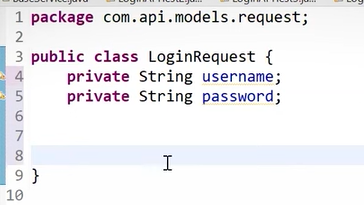 1 package com.api.models.request;
2
3 public class LoginRequest {
4 private String username;
5 private String password;
6
7
8
9 }
10